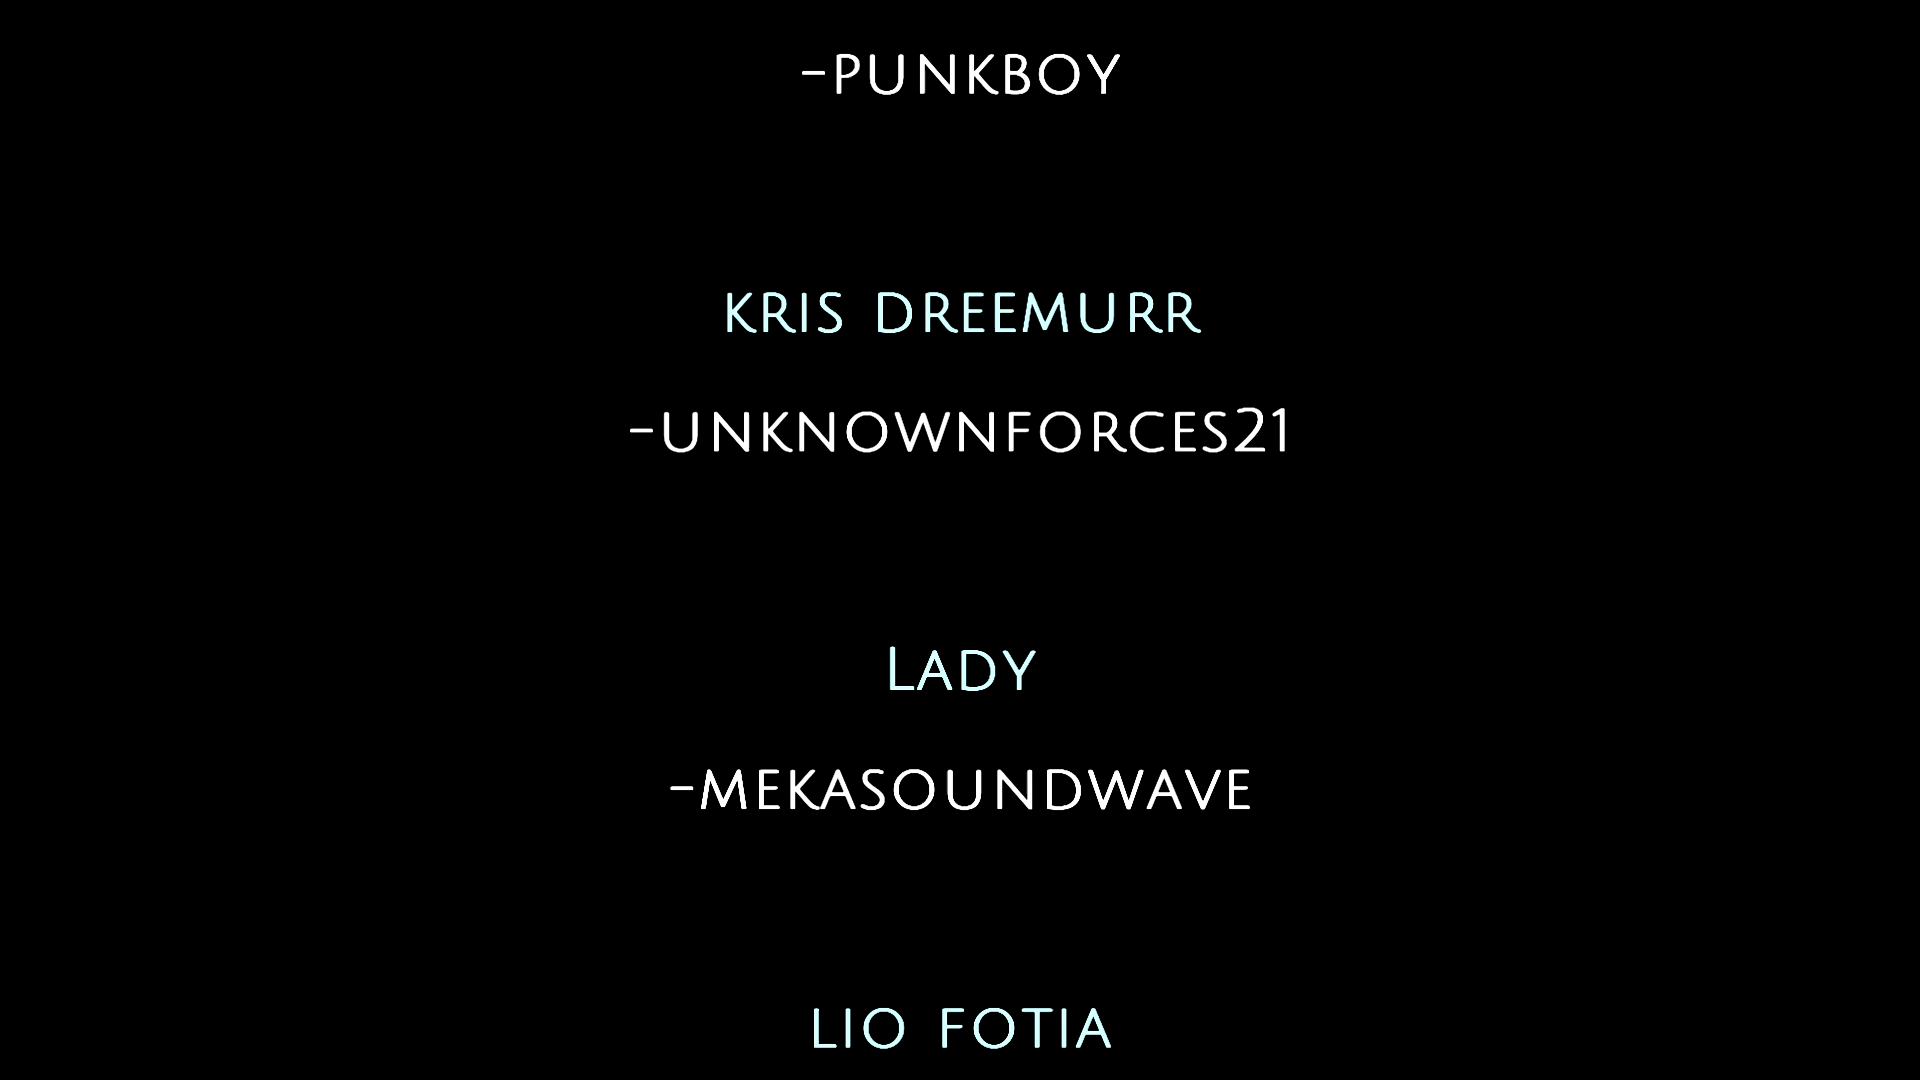 -PUNKBOY
KRIS DREEMURR
-UNKNOWNFORCES21
LADY
-MEKASOUNDWAVE
LIO FOTIA